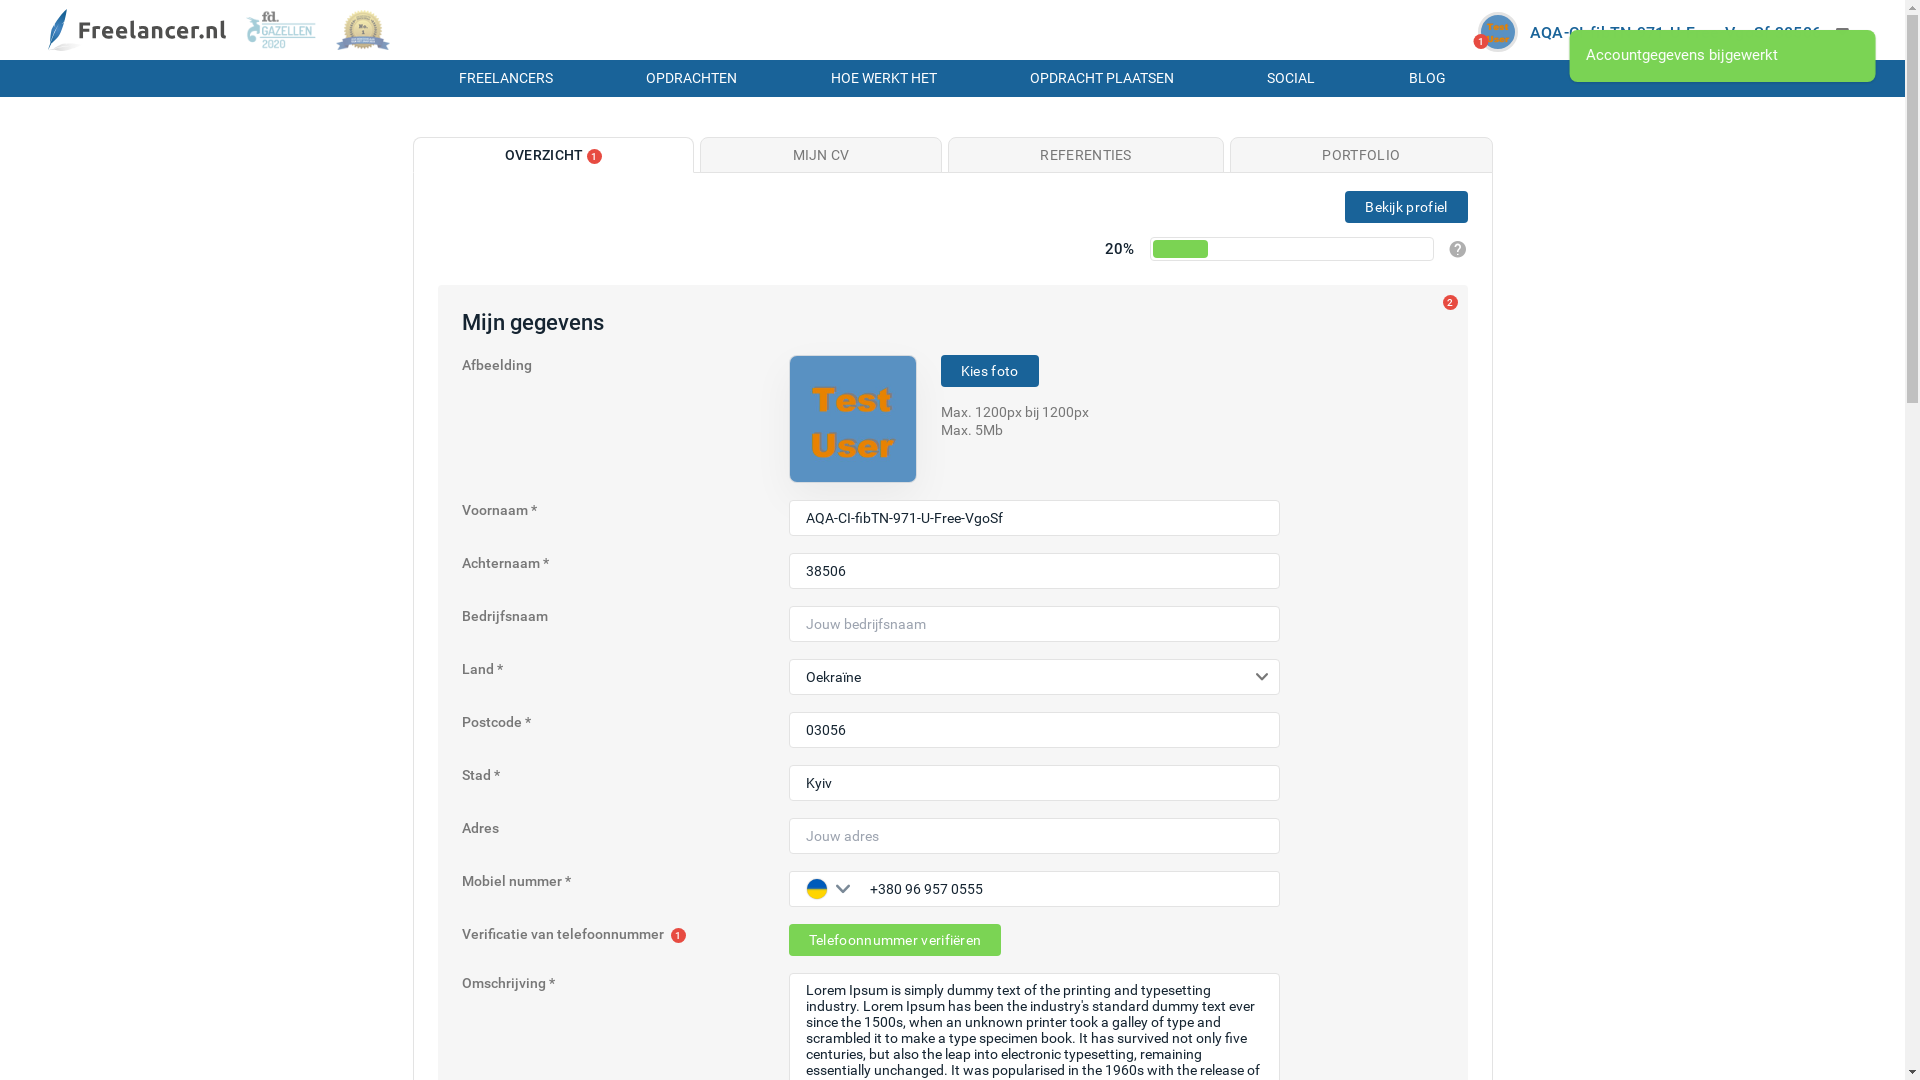 Freelancer.nl
fd.
GAZELLEN
2020
No.
1
1
Accountgegevens bijgewerkt
FREELANCERS
OPDRACHTEN
HOE WERKT HET
OPDRACHT PLAATSEN
SOCIAL
BLOG
OVERZICHT 1
MIJN CV
REFERENTIES
PORTFOLIO
Bekijk profiel
20%
?
2
Mijn gegevens
Afbeelding
Test
User
Kies foto
Max. 1200px bij 1200px
Max. 5Mb
Voornaam *
AQA-CI-fibTN-971-U-Free-VgoSf
Achternaam *
38506
Bedrijfsnaam
Jouw bedrijfsnaam
Land *
Oekraïne
Postcode *
03056
Stad *
Kyiv
Adres
Jouw adres
Mobiel nummer *
+380 96 957 0555
Verificatie van telefoonnummer 1
Telefoonnummer verifiëren
Omschrijving *
Lorem Ipsum is simply dummy text of the printing and typesetting
industry. Lorem Ipsum has been the industry's standard dummy text ever
since the 1500s, when an unknown printer took a galley of type and
scrambled it to make a type specimen book. It has survived not only five
centuries, but also the leap into electronic typesetting, remaining
essentially unchanged. It was popularised in the 1960s with the release of